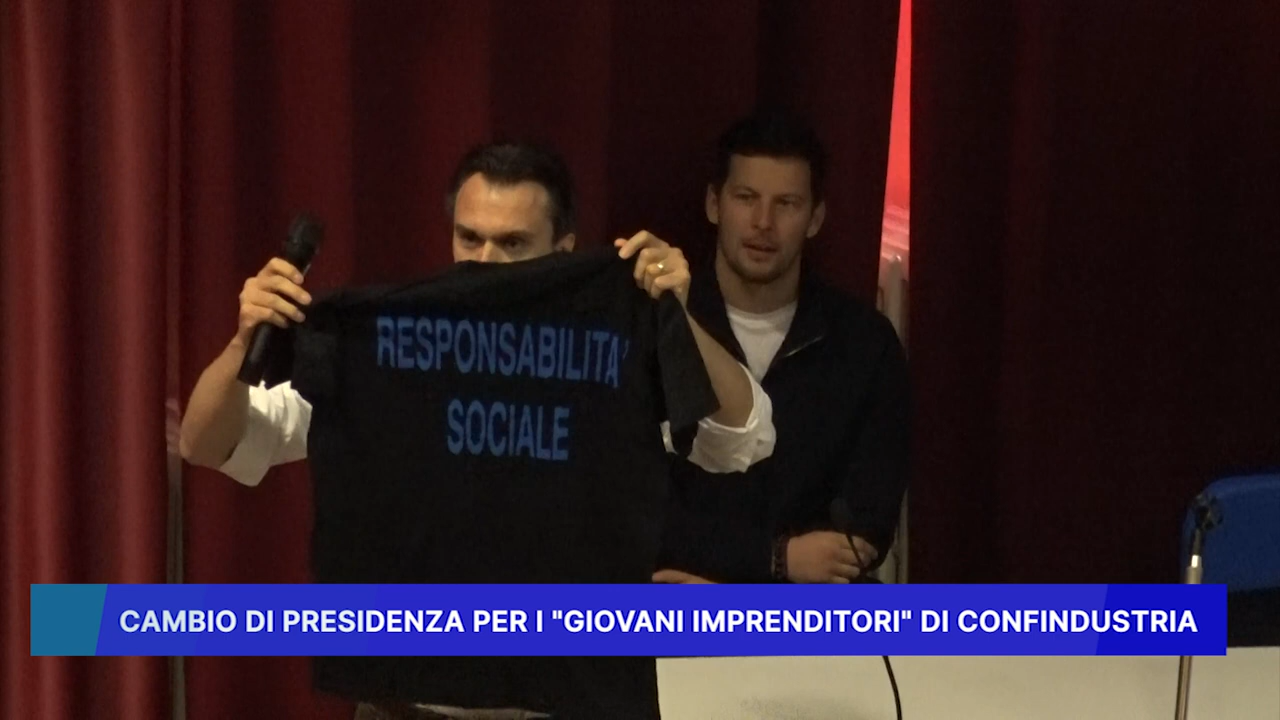 RESPONSABILITA'
SOCIALE
CAMBIO DI PRESIDENZA PER I "GIOVANI IMPRENDITORI" DI CONFINDUSTRIA